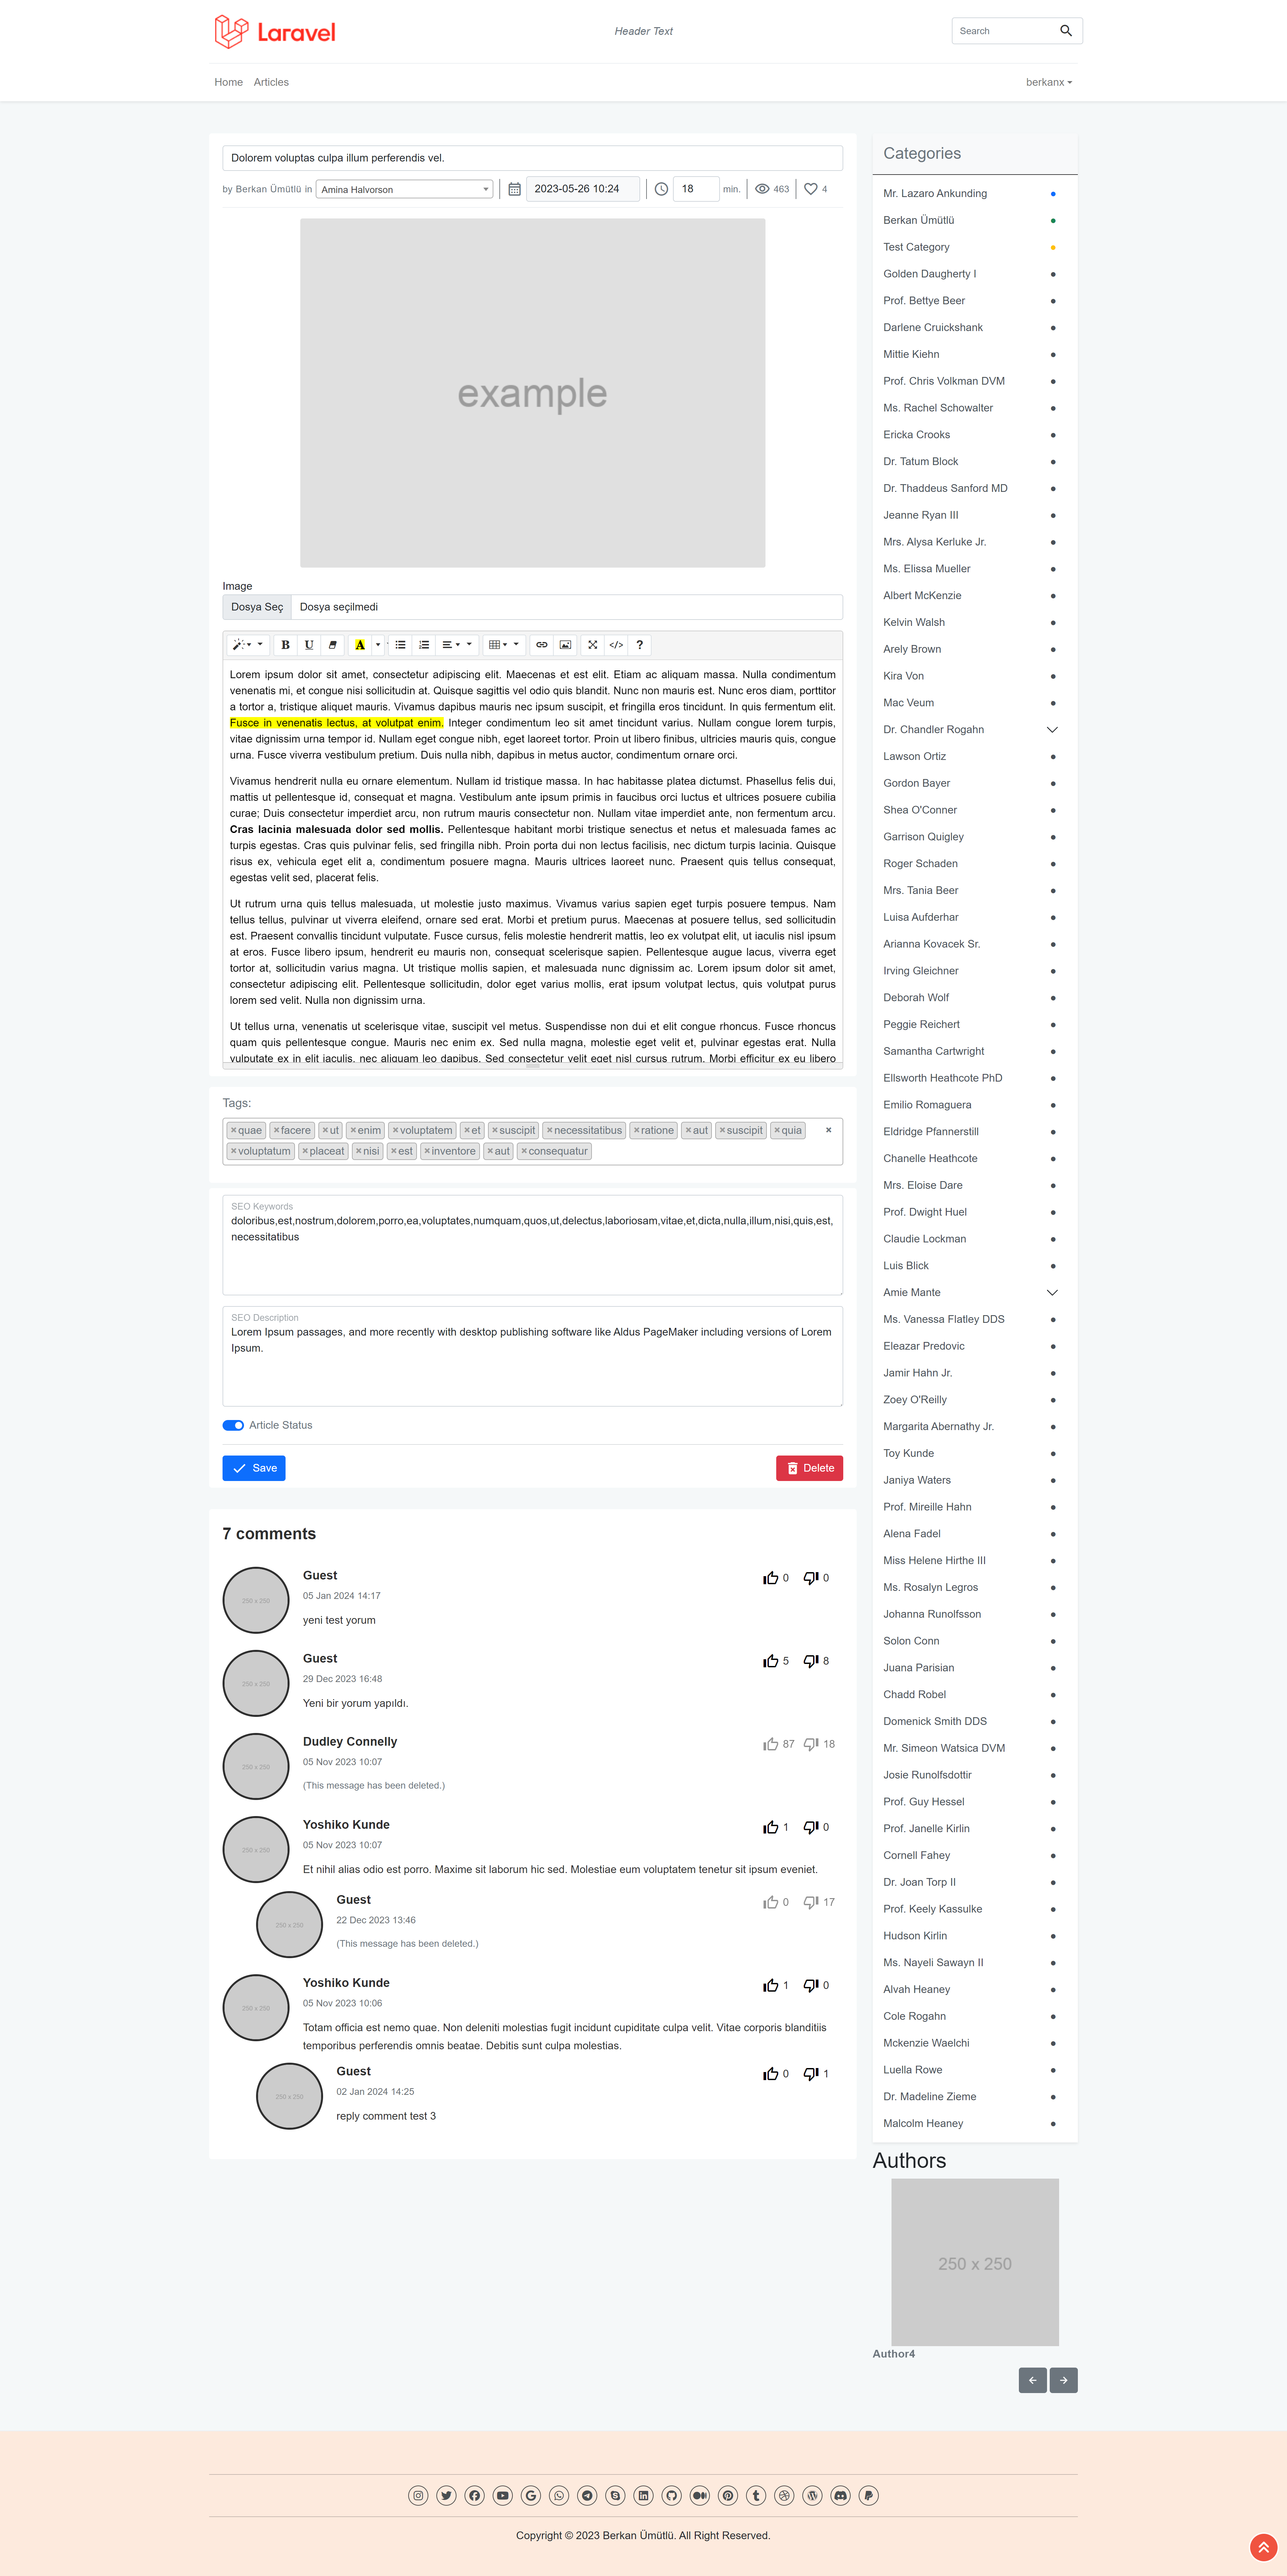 Laravel
Header Text
Search
Home Articles
berkanx
Dolorem voluptas culpa illum perferendis vel.
by Berkan Ümütlü in Amina Halvorson 2023-05-26 10:24 18 min. 463 4
example
Image
Dosya Seç Dosya seçilmedi
B U A </> ?
Lorem ipsum dolor sit amet, consectetur adipiscing elit. Maecenas et est elit. Etiam ac aliquam massa. Nulla condimentum
venenatis mi, et congue nisi sollicitudin at. Quisque sagittis vel odio quis blandit. Nunc non mauris est. Nunc eros diam, porttitor
a tortor a, tristique aliquet mauris. Vivamus dapibus mauris nec ipsum suscipit, et fringilla eros tincidunt. In quis fermentum elit.
Fusce in venenatis lectus, at volutpat enim. Integer condimentum leo sit amet tincidunt varius. Nullam congue lorem turpis,
vitae dignissim urna tempor id. Nullam eget congue nibh, eget laoreet tortor. Proin ut libero finibus, ultricies mauris quis, congue
urna. Fusce viverra vestibulum pretium. Duis nulla nibh, dapibus in metus auctor, condimentum ornare orci.
Vivamus hendrerit nulla eu ornare elementum. Nullam id tristique massa. In hac habitasse platea dictumst. Phasellus felis dui,
mattis ut pellentesque id, consequat et magna. Vestibulum ante ipsum primis in faucibus orci luctus et ultrices posuere cubilia
curae; Duis consectetur imperdiet arcu, non rutrum mauris consectetur non. Nullam vitae imperdiet ante, non fermentum arcu.
Cras lacinia malesuada dolor sed mollis. Pellentesque habitant morbi tristique senectus et netus et malesuada fames ac
turpis egestas. Cras quis pulvinar felis, sed fringilla nibh. Proin porta dui non lectus facilisis, nec dictum turpis lacinia. Quisque
risus ex, vehicula eget elit a, condimentum posuere magna. Mauris ultrices laoreet nunc. Praesent quis tellus consequat,
egestas velit sed, placerat felis.
Ut rutrum urna quis tellus malesuada, ut molestie justo maximus. Vivamus varius sapien eget turpis posuere tempus. Nam
tellus tellus, pulvinar ut viverra eleifend, ornare sed erat. Morbi et pretium purus. Maecenas at posuere tellus, sed sollicitudin
est. Praesent convallis tincidunt vulputate. Fusce cursus, felis molestie hendrerit mattis, leo ex volutpat elit, ut iaculis nisl ipsum
at eros. Fusce libero ipsum, hendrerit eu mauris non, consequat scelerisque sapien. Pellentesque augue lacus, viverra eget
tortor at, sollicitudin varius magna. Ut tristique mollis sapien, et malesuada nunc dignissim ac. Lorem ipsum dolor sit amet,
consectetur adipiscing elit. Pellentesque sollicitudin, dolor eget varius mollis, erat ipsum volutpat lectus, quis volutpat purus
lorem sed velit. Nulla non dignissim urna.
Ut tellus urna, venenatis ut scelerisque vitae, suscipit vel metus. Suspendisse non dui et elit congue rhoncus. Fusce rhoncus
quam quis pellentesque congue. Mauris nec enim ex. Sed nulla magna, molestie eget velit et, pulvinar egestas erat. Nulla
vulputate ex in elit iaculis, nec aliquam leo dapibus. Sed consectetur velit eget nisl cursus rutrum. Morbi efficitur ex eu libero
Tags:
×quae ×facere ×ut ×enim ×voluptatem ×et ×suscipit ×necessitatibus ×ratione ×aut ×suscipit ×quia ×
×voluptatum ×placeat ×nisi ×est ×inventore ×aut ×consequatur
SEO Keywords
doloribus,est,nostrum,dolorem,porro,ea,voluptates,numquam,quos,ut,delectus,laboriosam,vitae,et,dicta,nulla,illum,nisi,quis,est,
necessitatibus
SEO Description
Lorem Ipsum passages, and more recently with desktop publishing software like Aldus PageMaker including versions of Lorem
Ipsum.
Article Status
Save Delete
7 comments
250 x 250
Guest 0 0
05 Jan 2024 14:17
yeni test yorum
250 x 250
Guest 5 8
29 Dec 2023 16:48
Yeni bir yorum yapıldı.
250 x 250
Dudley Connelly 87 18
05 Nov 2023 10:07
(This message has been deleted.)
250 x 250
Yoshiko Kunde 1 0
05 Nov 2023 10:07
Et nihil alias odio est porro. Maxime sit laborum hic sed. Molestiae eum voluptatem tenetur sit ipsum eveniet.
250 x 250
Guest 0 17
22 Dec 2023 13:46
(This message has been deleted.)
250 x 250
Yoshiko Kunde 1 0
05 Nov 2023 10:06
Totam officia est nemo quae. Non deleniti molestias fugit incidunt cupiditate culpa velit. Vitae corporis blanditiis
temporibus perferendis omnis beatae. Debitis sunt culpa molestias.
250 x 250
Guest 0 1
02 Jan 2024 14:25
reply comment test 3
Categories
Mr. Lazaro Ankunding
Berkan Ümütlü
Test Category
Golden Daugherty I
Prof. Bettye Beer
Darlene Cruickshank
Mittie Kiehn
Prof. Chris Volkman DVM
Ms. Rachel Schowalter
Ericka Crooks
Dr. Tatum Block
Dr. Thaddeus Sanford MD
Jeanne Ryan III
Mrs. Alysa Kerluke Jr.
Ms. Elissa Mueller
Albert McKenzie
Kelvin Walsh
Arely Brown
Kira Von
Mac Veum
Dr. Chandler Rogahn
Lawson Ortiz
Gordon Bayer
Shea O'Conner
Garrison Quigley
Roger Schaden
Mrs. Tania Beer
Luisa Aufderhar
Arianna Kovacek Sr.
Irving Gleichner
Deborah Wolf
Peggie Reichert
Samantha Cartwright
Ellsworth Heathcote PhD
Emilio Romaguera
Eldridge Pfannerstill
Chanelle Heathcote
Mrs. Eloise Dare
Prof. Dwight Huel
Claudie Lockman
Luis Blick
Amie Mante
Ms. Vanessa Flatley DDS
Eleazar Predovic
Jamir Hahn Jr.
Zoey O'Reilly
Margarita Abernathy Jr.
Toy Kunde
Janiya Waters
Prof. Mireille Hahn
Alena Fadel
Miss Helene Hirthe III
Ms. Rosalyn Legros
Johanna Runolfsson
Solon Conn
Juana Parisian
Chadd Robel
Domenick Smith DDS
Mr. Simeon Watsica DVM
Josie Runolfsdottir
Prof. Guy Hessel
Prof. Janelle Kirlin
Cornell Fahey
Dr. Joan Torp II
Prof. Keely Kassulke
Hudson Kirlin
Ms. Nayeli Sawayn II
Alvah Heaney
Cole Rogahn
Mckenzie Waelchi
Luella Rowe
Dr. Madeline Zieme
Malcolm Heaney
Authors
250 x 250
Author4
Copyright © 2023 Berkan Ümütlü. All Right Reserved.